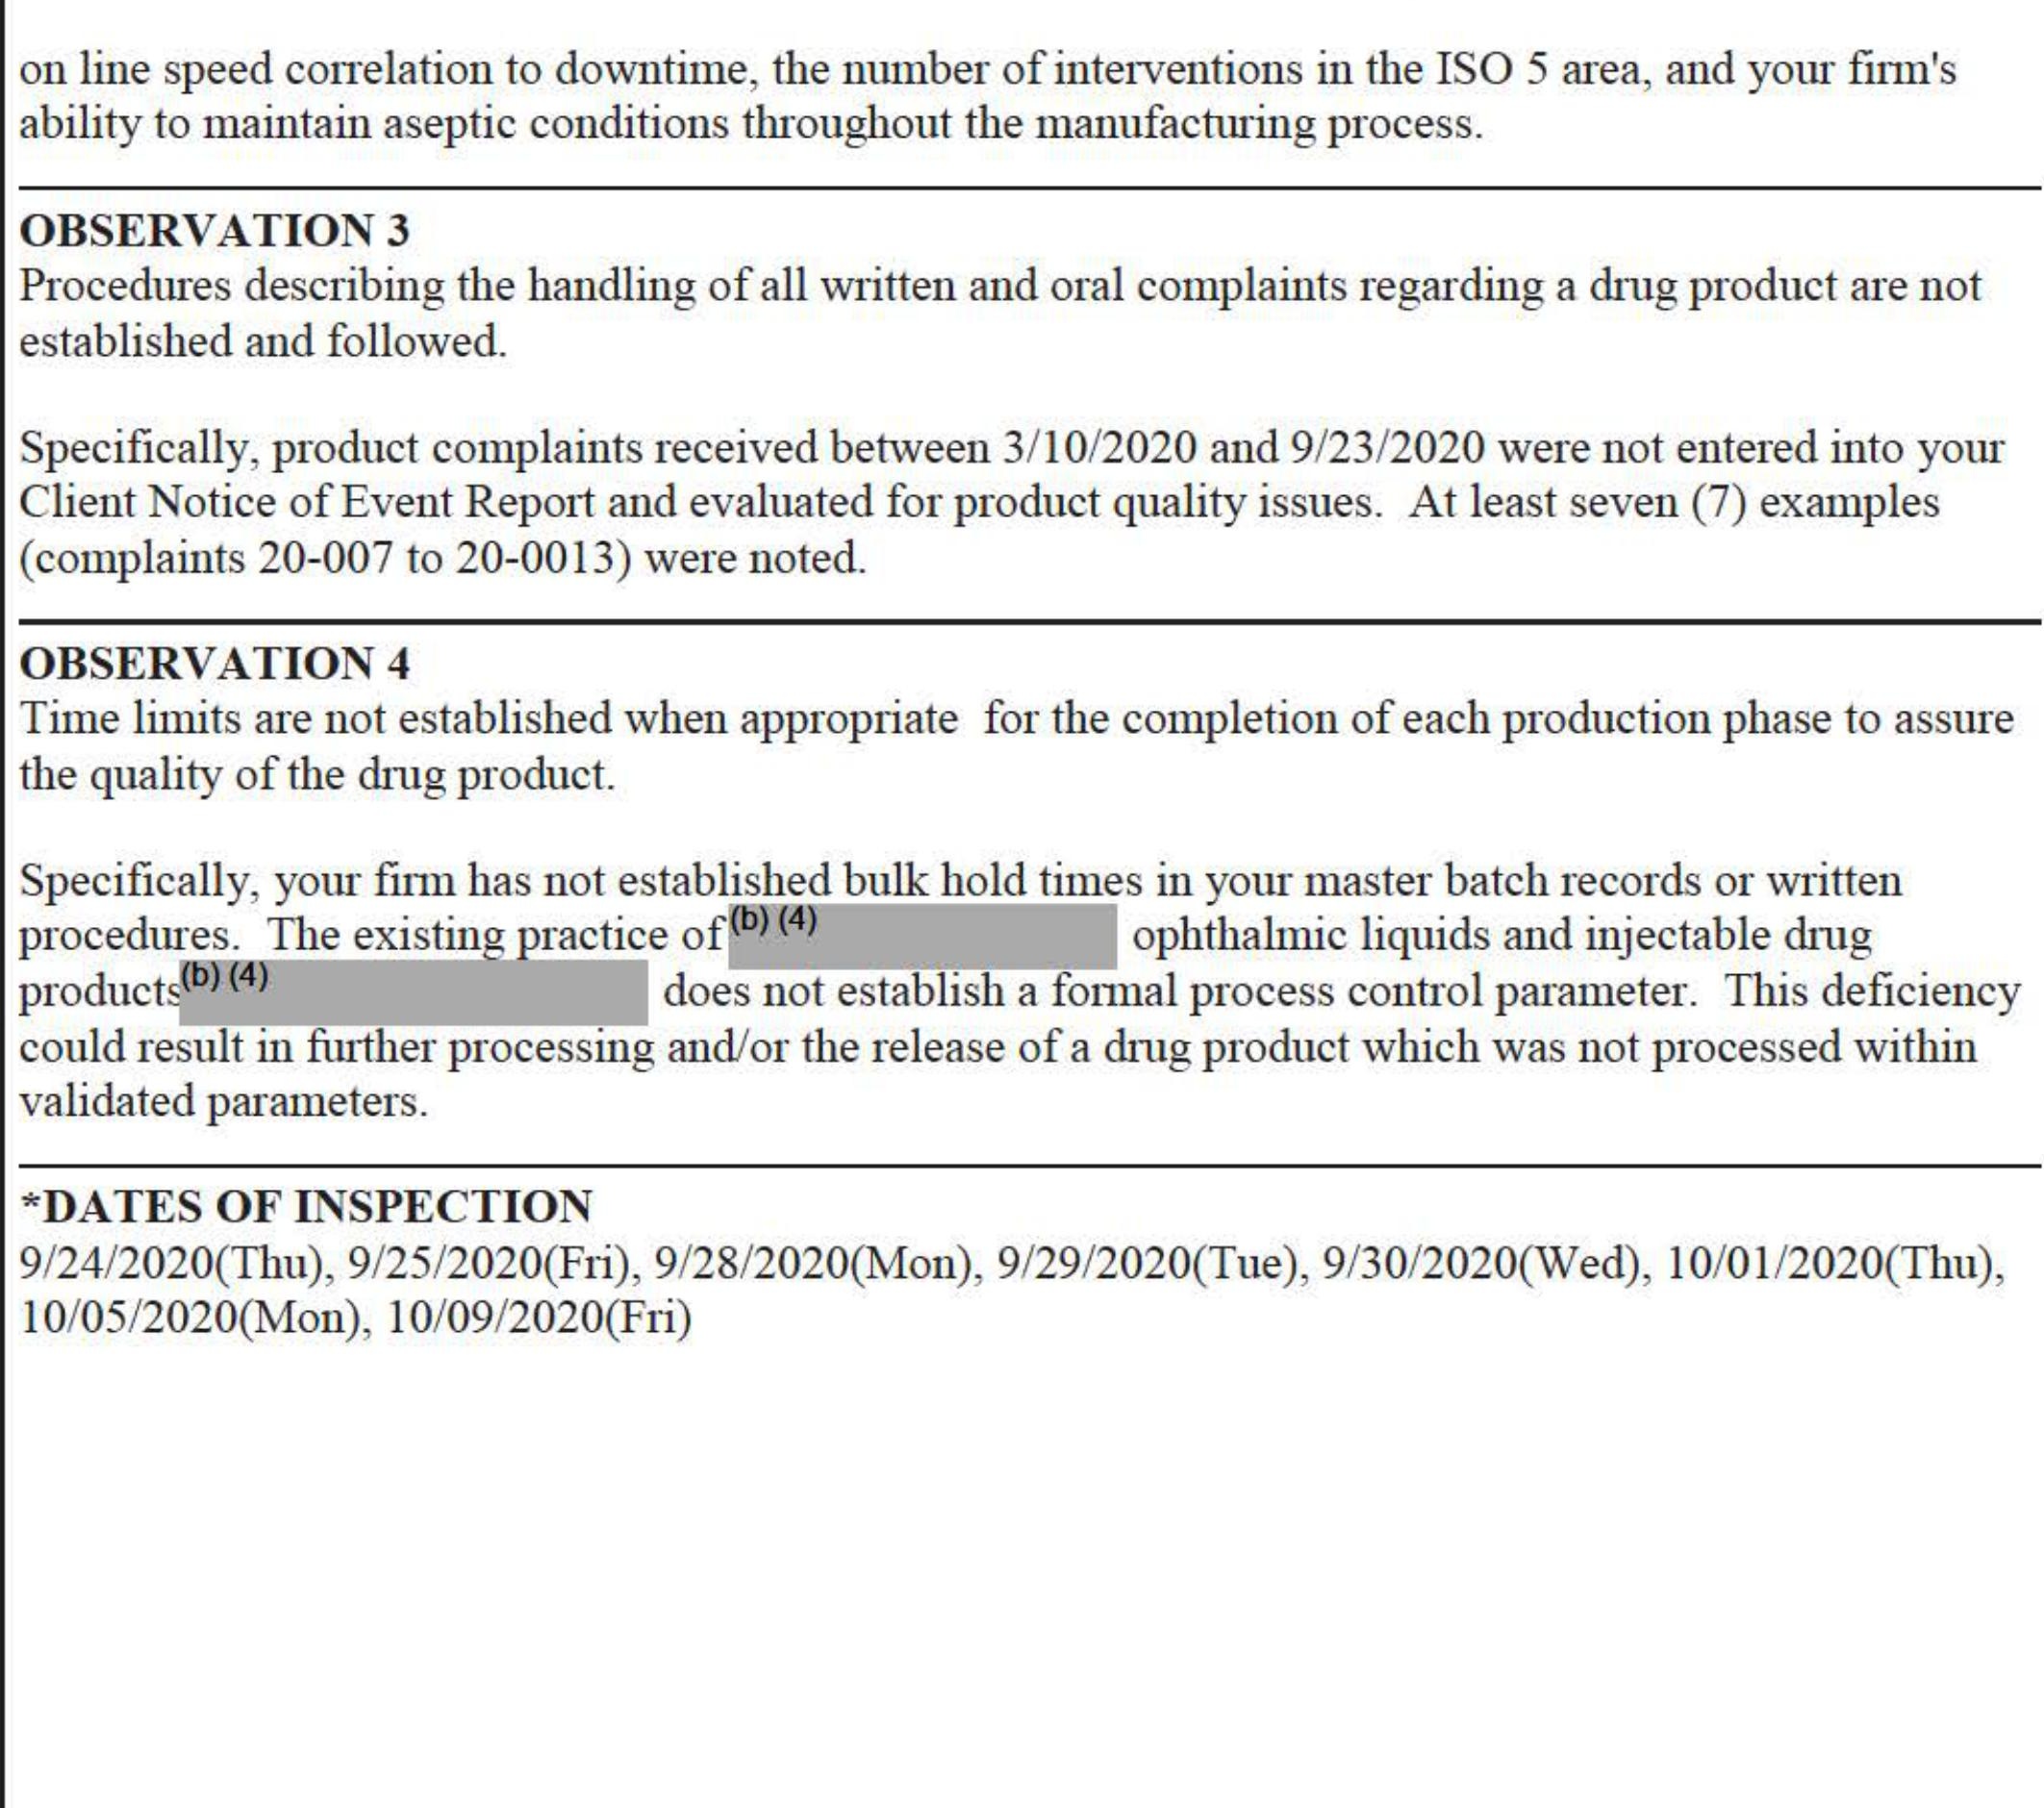 on line speed correlation to downtime, the number of interventions in the ISO 5 area, and your firm's
ability to maintain aseptic conditions throughout the manufacturing process.
OBSERVATION 3
Procedures describing the handling of all written and oral complaints regarding a drug product are not
established and followed.
Specifically, product complaints received between 3/10/2020 and 9/23/2020 were not entered into your
Client Notice of Event Report and evaluated for product quality issues.  At least seven (7) examples
(complaints 20-007 to 20-0013) were noted.
OBSERVATION 4
Time limits are not established when appropriate  for the completion of each production phase to assure
the quality of the drug product.
Specifically, your firm has not established bulk hold times in your master batch records or written
procedures.  The existing practice of (b) (4) ophthalmic liquids and injectable drug
products (b) (4) does not establish a formal process control parameter.  This deficiency
could result in further processing and/or the release of a drug product which was not processed within
validated parameters.
*DATES OF INSPECTION
9/24/2020(Thu), 9/25/2020(Fri), 9/28/2020(Mon), 9/29/2020(Tue), 9/30/2020(Wed), 10/01/2020(Thu),
10/05/2020(Mon), 10/09/2020(Fri)